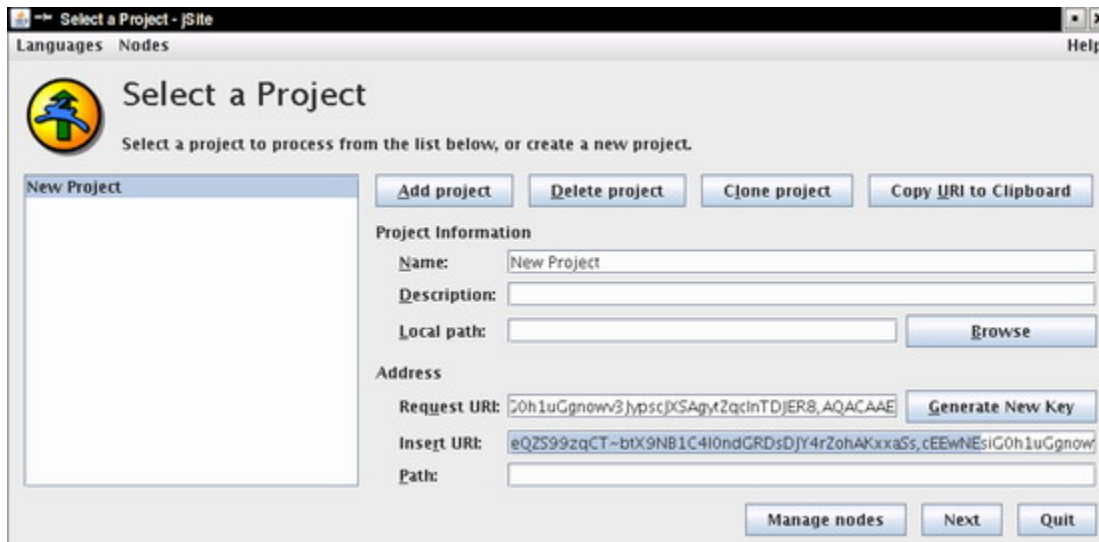 Select a Project - jSite
Languages Nodes Help
Select a Project
Select a project to process from the list below, or create a new project.
New Project
Add project Delete project Clone project Copy URI to Clipboard
Project Information
Name: New Project
Description:
Local path: Browse
Address
Request URI: Generate New Key
Insert URI:
Path:
Manage nodes Next Quit